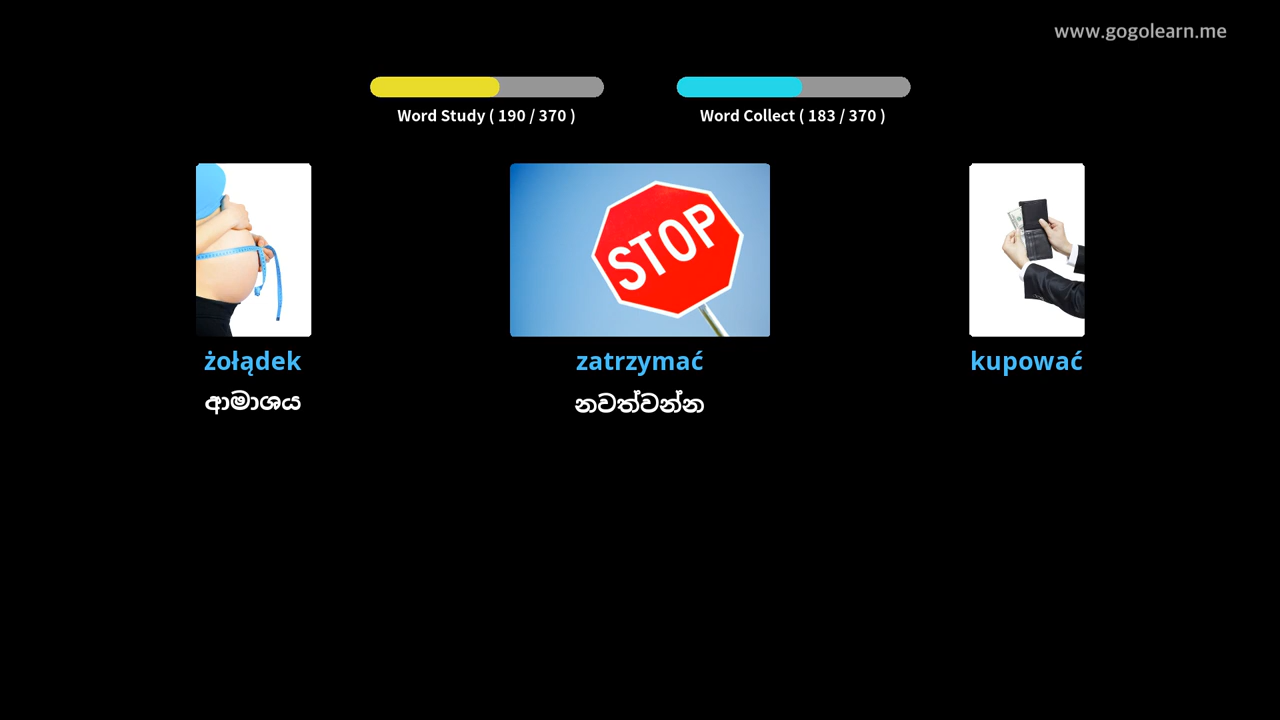 www.gogolearn.me
Word Study ( 190 / 370 )
Word Collect ( 183 / 370 )
STOP
żołądek
zatrzymać
kupować
ආමාශය
නවත්වන්න